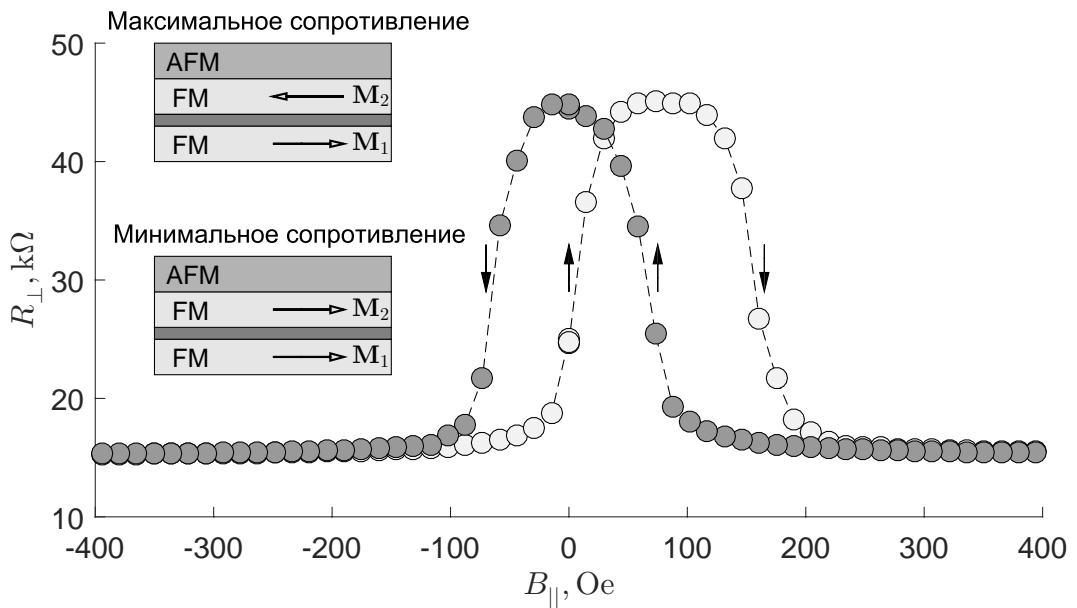 Максимальное сопротивление
AFM
FM M₂
FM M₁
Минимальное сопротивление
AFM
FM M₂
FM M₁
R⊥, kΩ
50
40
30
20
10
-400 -300 -200 -100 0 100 200 300 400
B||, Oe